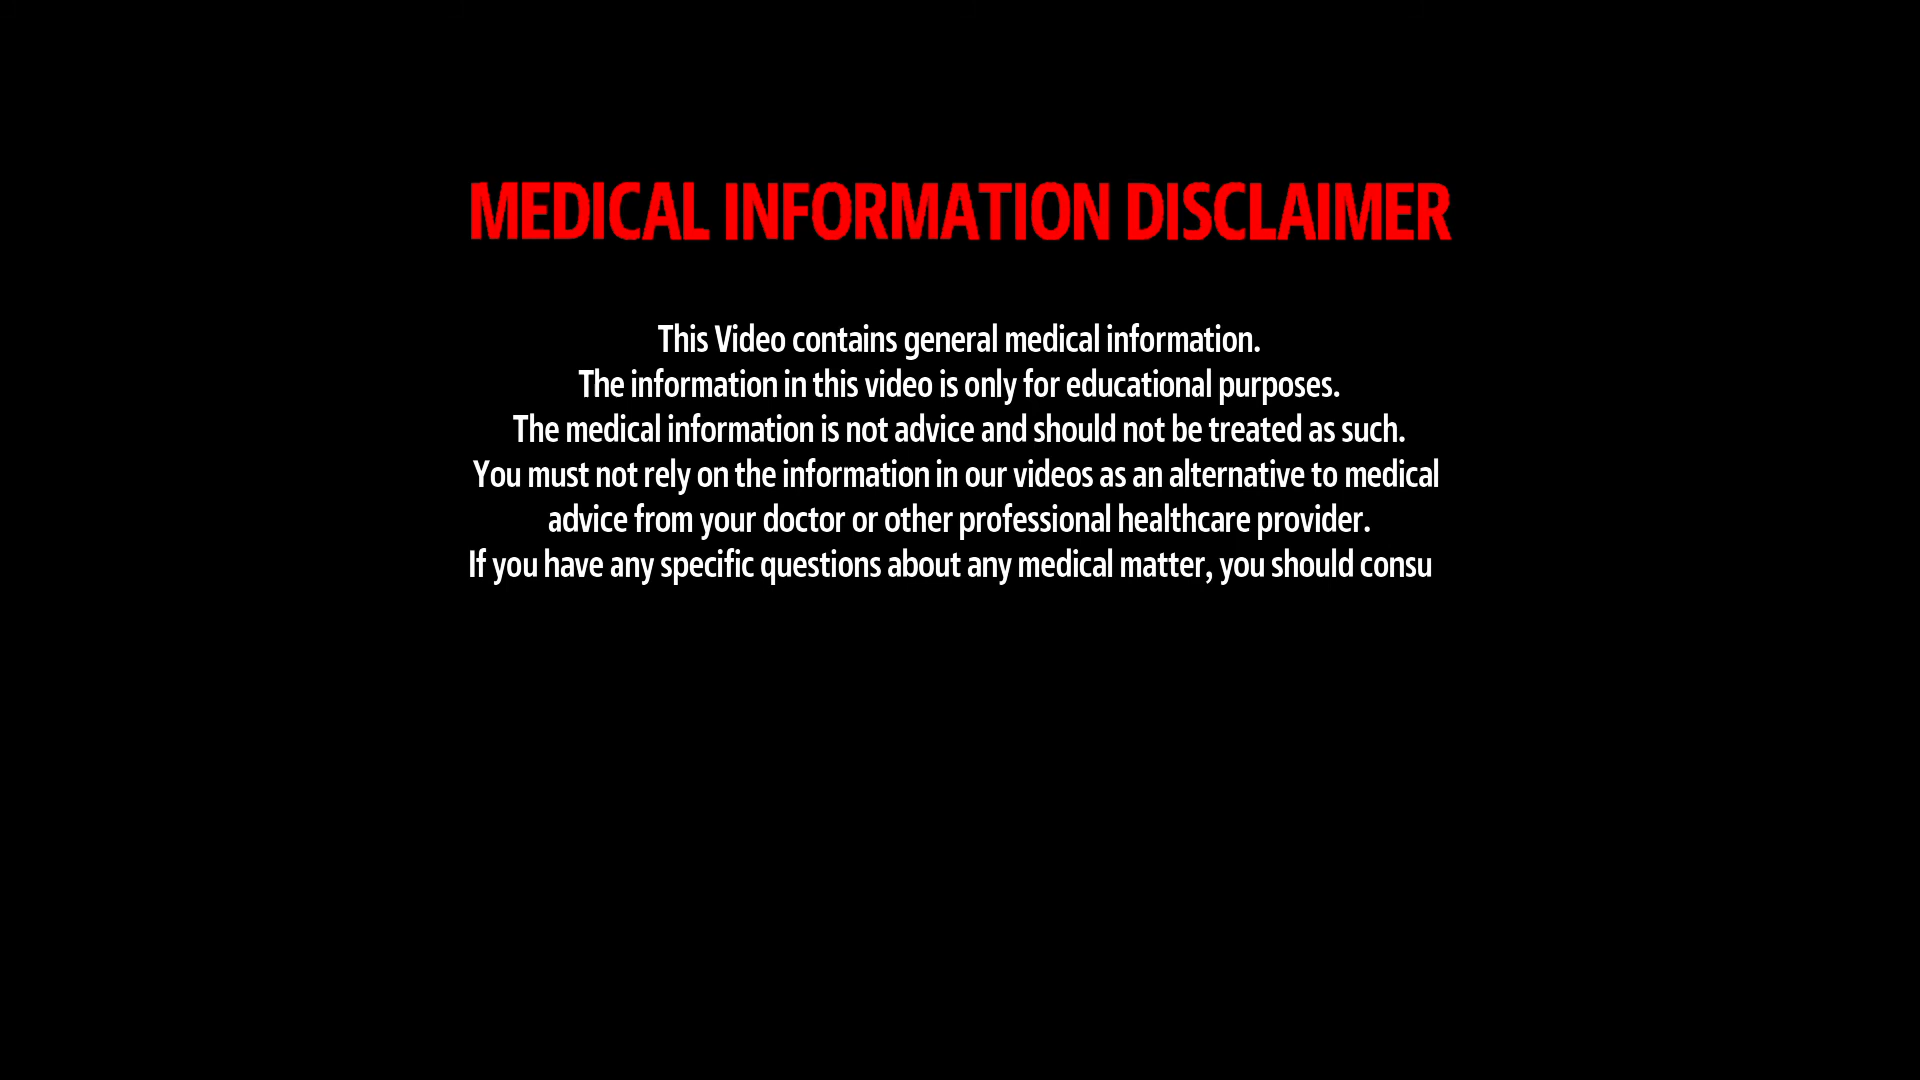 MEDICAL INFORMATION DISCLAIMER
This Video contains general medical information.
The information in this video is only for educational purposes.
The medical information is not advice and should not be treated as such.
You must not rely on the information in our videos as an alternative to medical
advice from your doctor or other professional healthcare provider.
If you have any specific questions about any medical matter, you should consu